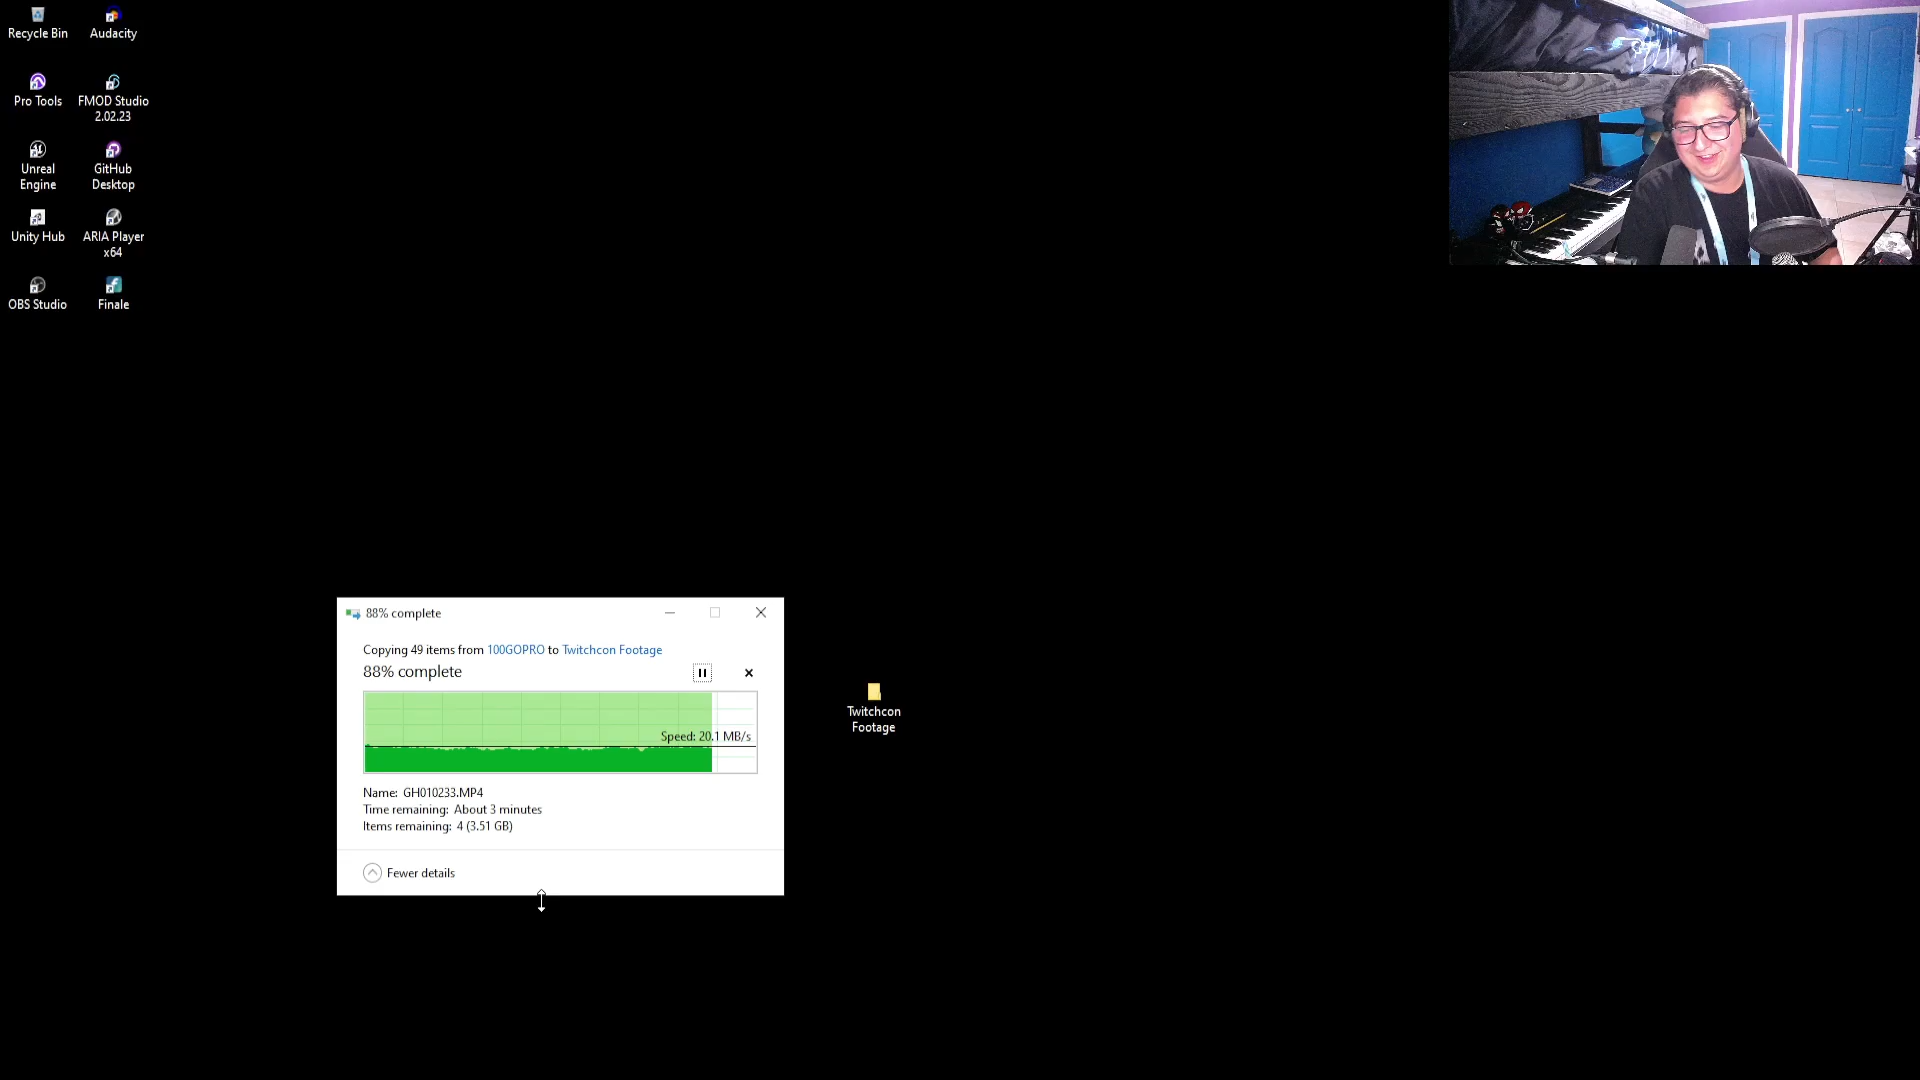 Recycle Bin
Audacity
Pro Tools
FMOD Studio
2.02.23
Unreal
Engine
GitHub
Desktop
Unity Hub
ARIA Player
x64
OBS Studio
Finale
88% complete
Copying 49 items from 100GOPRO to Twitchcon Footage
88% complete
Speed: 20.1 MB/s
Name: GH010233.MP4
Time remaining: About 3 minutes
Items remaining: 4 (3.51 GB)
Fewer details
Twitchcon
Footage